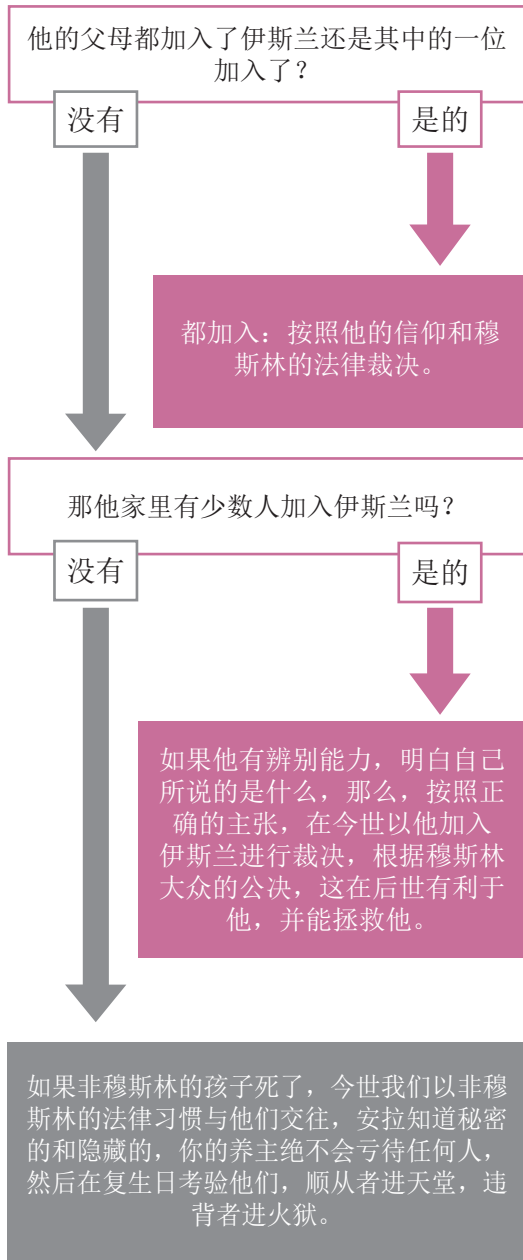 他的父母都加入了伊斯兰还是其中的一位
加入了？
没有
是的
都加入：按照他的信仰和穆
斯林的法律裁决。
那他家里有少数人加入伊斯兰吗？
没有
是的
如果他有辨别能力，明白自己
所说的是什么，那么，按照正
确的主张，在今世以他加入
伊斯兰进行裁决，根据穆斯林
大众的公决，这在后世有利于
他，并能拯救他。
如果非穆斯林的孩子死了，今世我们以非穆
斯林的法律习惯与他们交往，安拉知道秘密
的和隐藏的，你的养主绝不会亏待任何人，
然后在复生日考验他们，顺从者进天堂，违
背者进火狱。